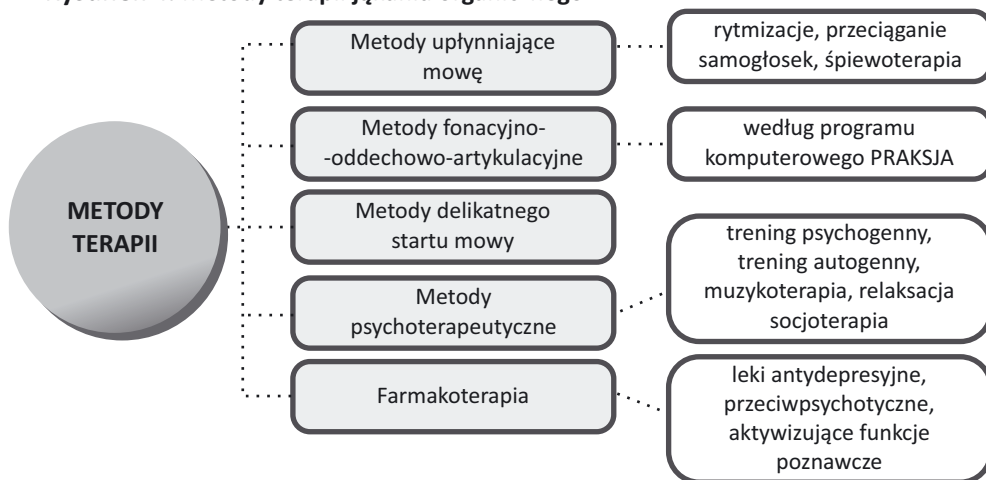 METODY
TERAPII
Metody upłynniające
mowę
rytmizacje, przeciąganie
samogłosek, śpiewoterapia
Metody fonacyjno-
-oddechowo-artykulacyjne
według programu
komputerowego PRAKSJA
Metody delikatnego
startu mowy
Metody
psychoterapeutyczne
trening psychogenny,
trening autogenny,
muzykoterapia, relaksacja
socjoterapia
Farmakoterapia
leki antydepresyjne,
przeciwpsychotyczne,
aktywizujące funkcje
poznawcze